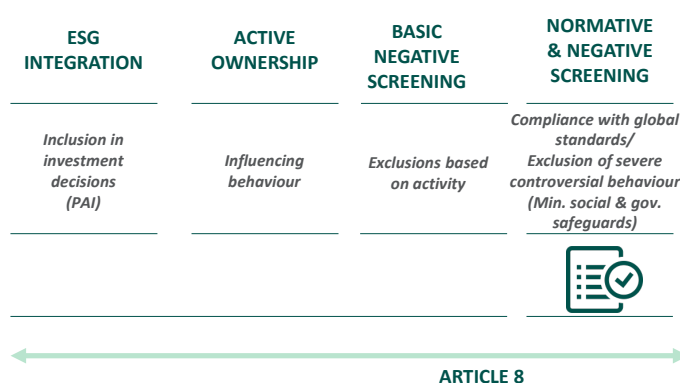 ESG
INTEGRATION
ACTIVE
OWNERSHIP
BASIC
NEGATIVE
SCREENING
NORMATIVE
& NEGATIVE
SCREENING
Inclusion in
investment
decisions
(PAI)
Influencing
behaviour
Exclusions based
on activity
Compliance with global
standards/
Exclusion of severe
controversial behaviour
(Min. social & gov.
safeguards)
ARTICLE 8